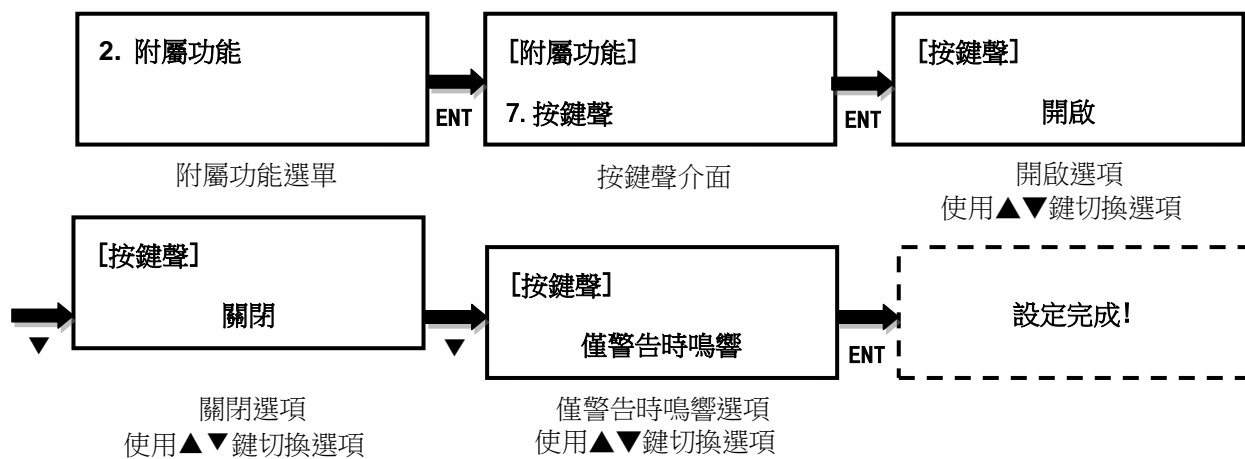 2. 附屬功能
ENT
[附屬功能]
7. 按鍵聲
ENT
[按鍵聲]
開啟
附屬功能選單
按鍵聲介面
開啟選項
使用▲▼鍵切換選項
▼
[按鍵聲]
關閉
▼
[按鍵聲]
僅警告時鳴響
ENT
設定完成!
關閉選項
使用▲▼鍵切換選項
僅警告時鳴響選項
使用▲▼鍵切換選項